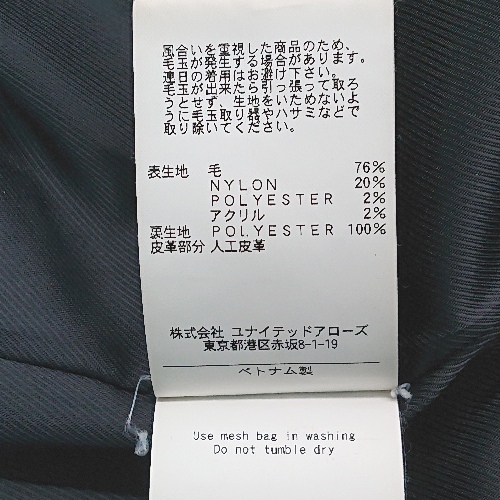 風合いを重視した商品のため、
毛玉が発生する場合があります。
連日の着用はお避け下さい。
毛玉が出来たら引っ張って取ろ
うとせず、生地をいためないよ
うに毛玉取り器やハサミなどで
取り除いてください。
表生地 毛 76%
NYLON 20%
POLYESTER 2%
アクリル 2%
裏生地 POLYESTER 100%
皮革部分 人工皮革
株式会社 ユナイテッドアローズ
東京都港区赤坂8-1-19
ベトナム製
Use mesh bag in washing
Do not tumble dry